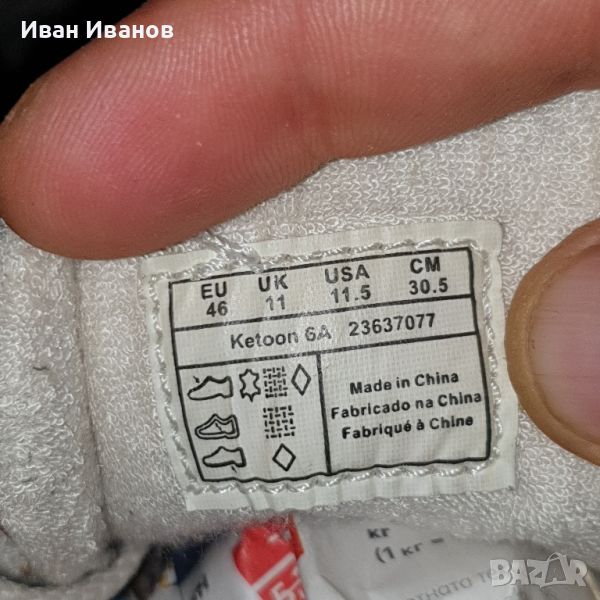 Иван Иванов
EU UK USA CM
46 11 11.5 30.5
Ketoon 6A 23637077
Made in China
Fabricado na China
Fabriqué à Chine
кг
(1 кг =
BAZAR